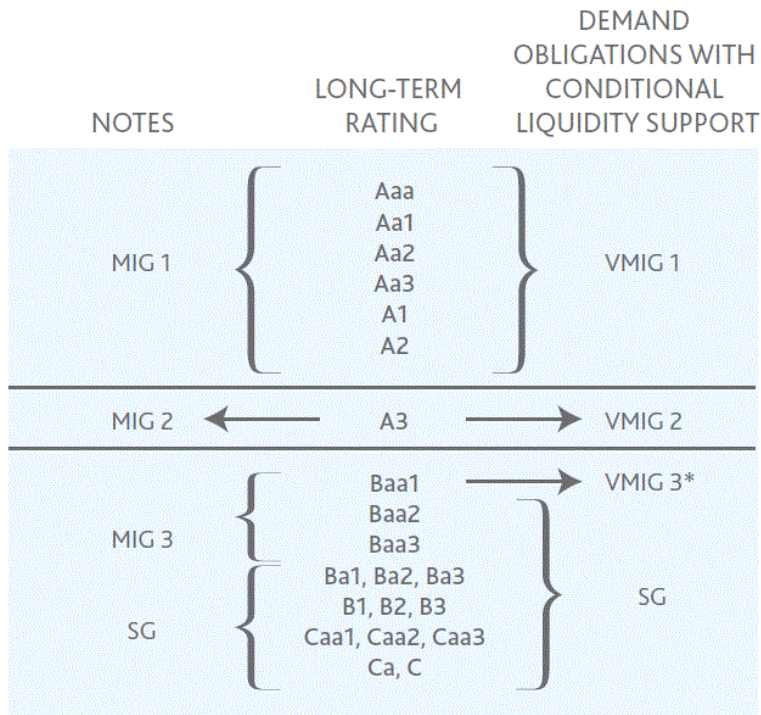 NOTES
LONG-TERM
RATING
DEMAND
OBLIGATIONS WITH
CONDITIONAL
LIQUIDITY SUPPORT
MIG 1
Aaa
Aa1
Aa2
Aa3
A1
A2
VMIG 1
MIG 2
A3
VMIG 2
MIG 3
Baa1
Baa2
Baa3
VMIG 3*
SG
Ba1, Ba2, Ba3
B1, B2, B3
Caa1, Caa2, Caa3
Ca, C
SG